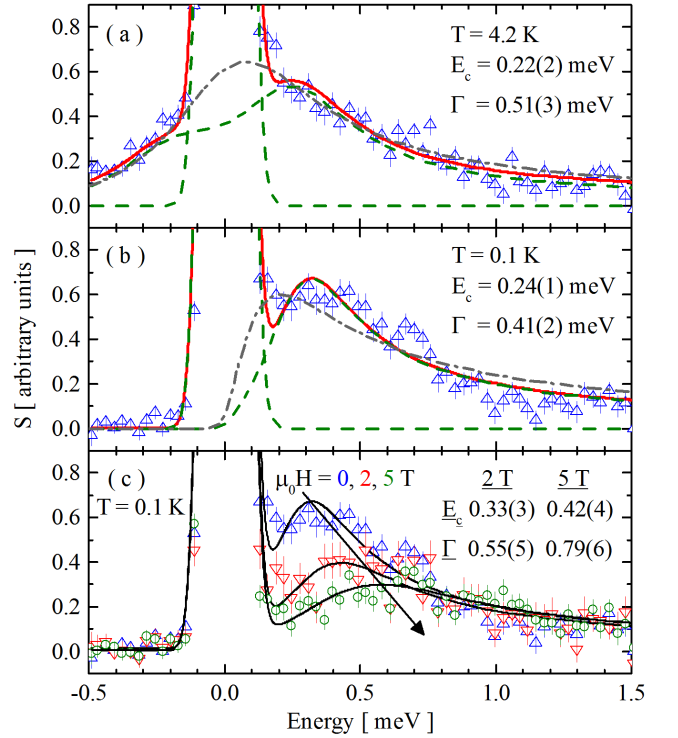 ( a )
T = 4.2 K
E_c = 0.22(2) meV
Γ = 0.51(3) meV
0.8
0.6
0.4
0.2
0.0
( b )
T = 0.1 K
E_c = 0.24(1) meV
Γ = 0.41(2) meV
0.8
0.6
0.4
0.2
0.0
S [ arbitrary units ]
( c )
T = 0.1 K
μ_0H = 0, 2, 5 T
2 T 5 T
E_c 0.33(3) 0.42(4)
Γ 0.55(5) 0.79(6)
0.8
0.6
0.4
0.2
0.0
-0.5 0.0 0.5 1.0 1.5
Energy [ meV ]